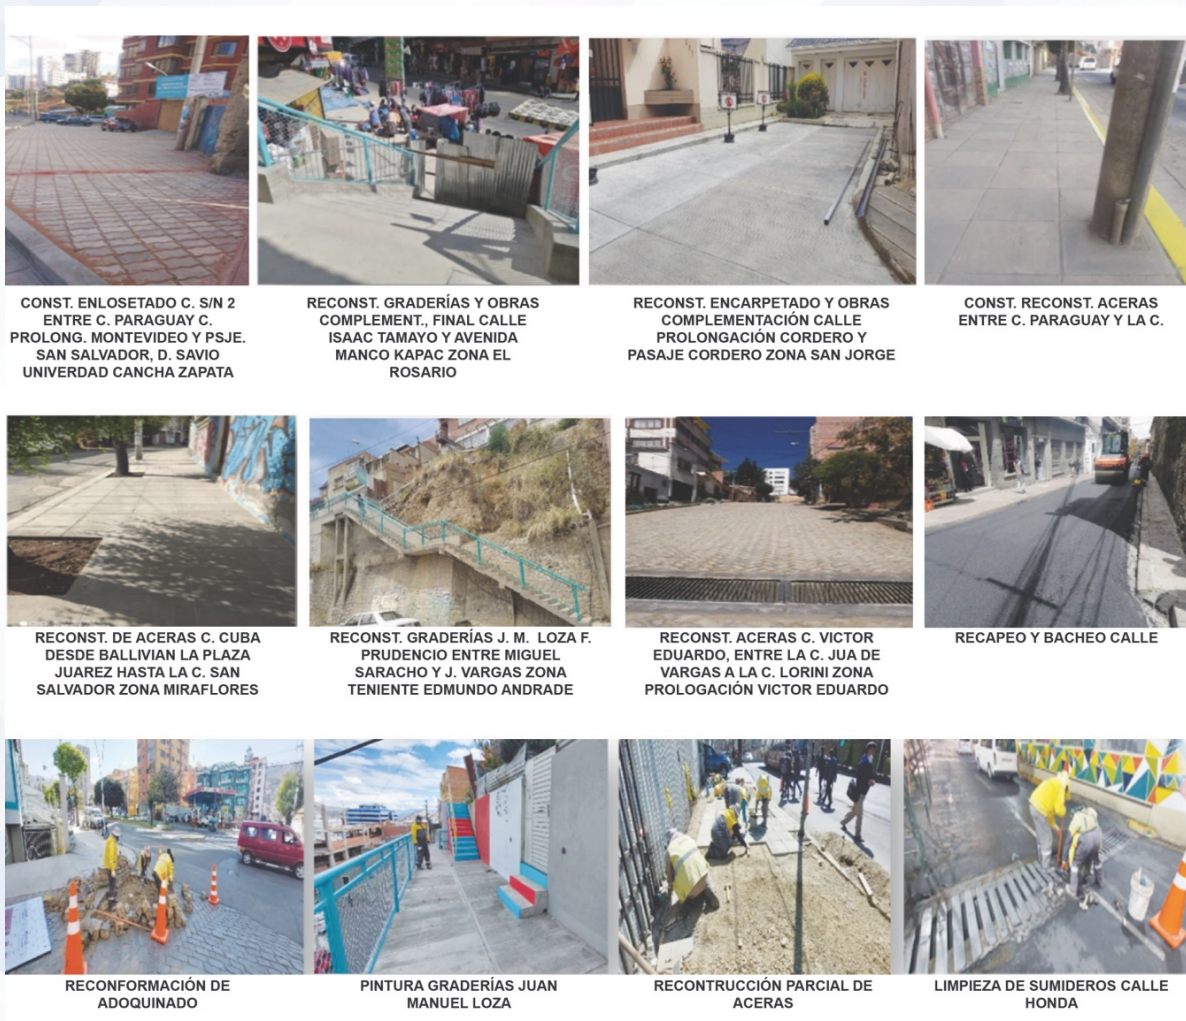 CONST. ENLOSETADO C. S/N 2
ENTRE C. PARAGUAY C.
PROLONG. MONTEVIDEO Y PSJE.
SAN SALVADOR, D. SAVIO
UNIVERDAD CANCHA ZAPATA
RECONST. GRADERÍAS Y OBRAS
COMPLEMENT., FINAL CALLE
ISAAC TAMAYO Y AVENIDA
MANCO KAPAC ZONA EL
ROSARIO
RECONST. ENCARPETADO Y OBRAS
COMPLEMENTACIÓN CALLE
PROLONGACIÓN CORDERO Y
PASAJE CORDERO ZONA SAN JORGE
CONST. RECONST. ACERAS
ENTRE C. PARAGUAY Y LA C.
RECONST. DE ACERAS C. CUBA
DESDE BALLIVIAN LA PLAZA
JUAREZ HASTA LA C. SAN
SALVADOR ZONA MIRAFLORES
RECONST. GRADERÍAS J. M. LOZA F.
PRUDENCIO ENTRE MIGUEL
SARACHO Y J. VARGAS ZONA
TENIENTE EDMUNDO ANDRADE
RECONST. ACERAS C. VICTOR
EDUARDO, ENTRE LA C. JUA DE
VARGAS A LA C. LORINI ZONA
PROLOGACIÓN VICTOR EDUARDO
RECAPEO Y BACHEO CALLE
RECONFORMACIÓN DE
ADOQUINADO
PINTURA GRADERÍAS JUAN
MANUEL LOZA
RECONTRUCCIÓN PARCIAL DE
ACERAS
LIMPIEZA DE SUMIDEROS CALLE
HONDA